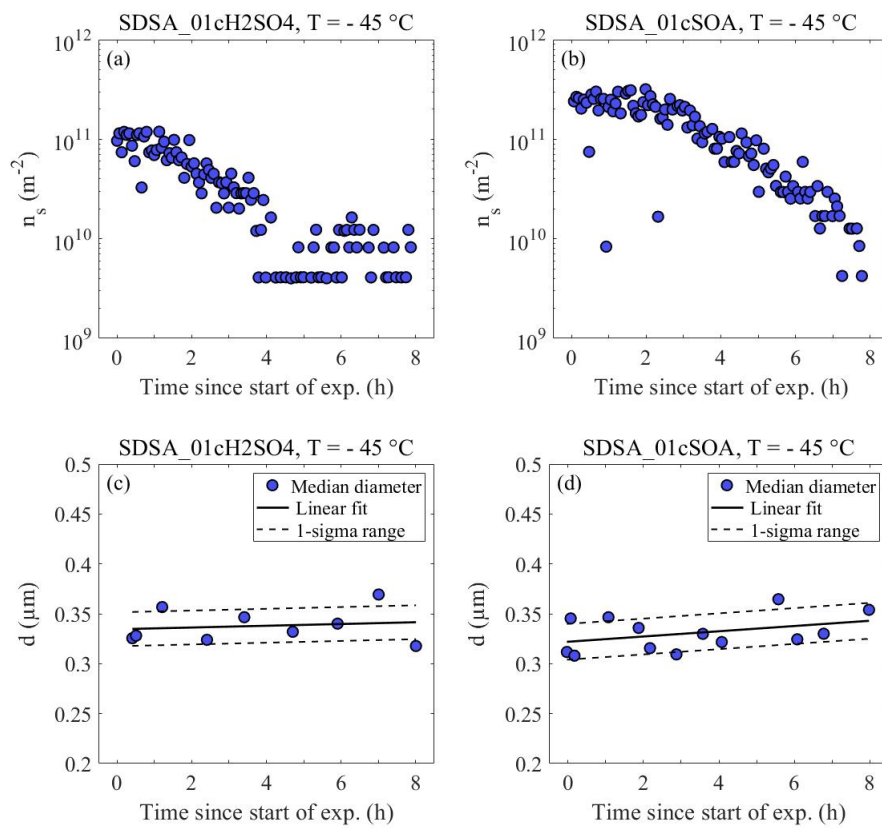 SDSA_01cH2SO4, T = - 45 °C
(a)
10^12
10^11
10^10
10^9
n_s (m^-2)
0 2 4 6 8
Time since start of exp. (h)
SDSA_01cSOA, T = - 45 °C
(b)
10^12
10^11
10^10
10^9
n_s (m^-2)
0 2 4 6 8
Time since start of exp. (h)
SDSA_01cH2SO4, T = - 45 °C
(c)
Median diameter
Linear fit
1-sigma range
0.5
0.45
0.4
0.35
0.3
0.25
0.2
d (μm)
0 2 4 6 8
Time since start of exp. (h)
SDSA_01cSOA, T = - 45 °C
(d)
Median diameter
Linear fit
1-sigma range
0.5
0.45
0.4
0.35
0.3
0.25
0.2
d (μm)
0 2 4 6 8
Time since start of exp. (h)